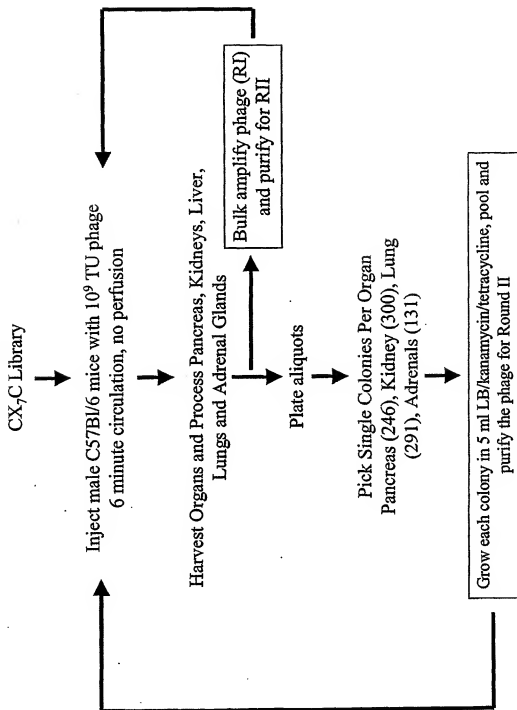 CX₇C Library
Inject male C57Bl/6 mice with 10⁹ TU phage
6 minute circulation, no perfusion
Harvest Organs and Process Pancreas, Kidneys, Liver,
Lungs and Adrenal Glands
Bulk amplify phage (RI)
and purify for RII
Plate aliquots
Pick Single Colonies Per Organ
Pancreas (246), Kidney (300), Lung
(291), Adrenals (131)
Grow each colony in 5 ml LB/kanamycin/tetracycline, pool and
purify the phage for Round II